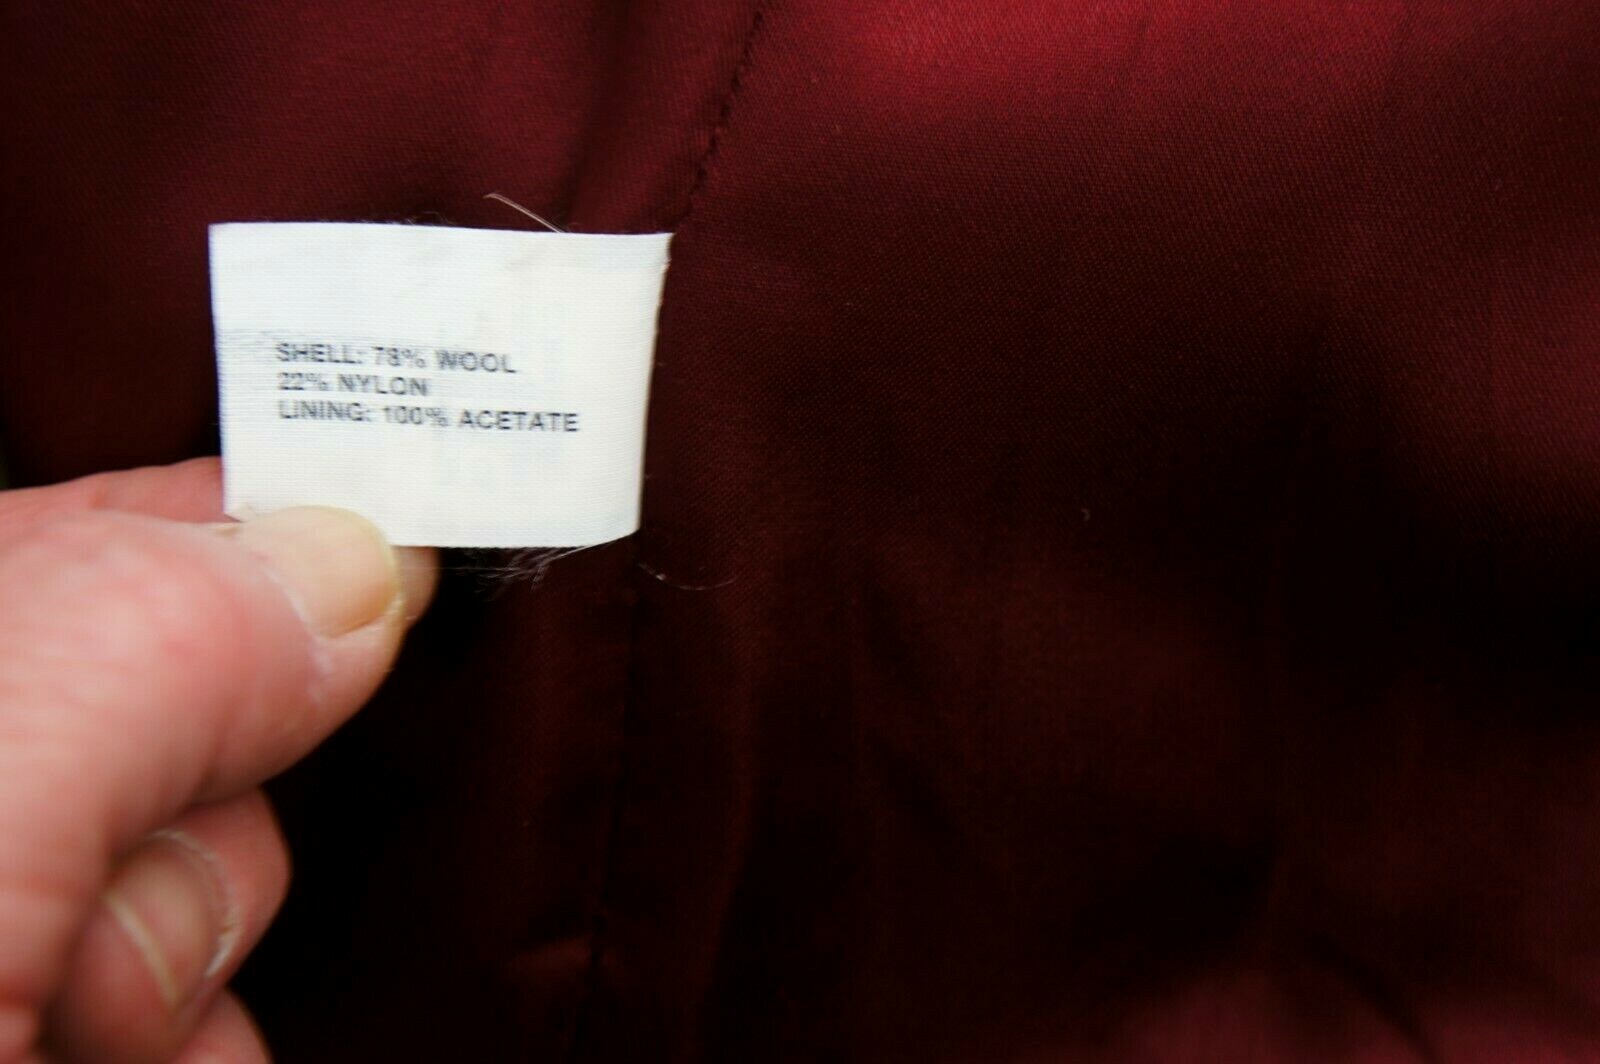 SHELL: 78% WOOL
22% NYLON
LINING: 100% ACETATE